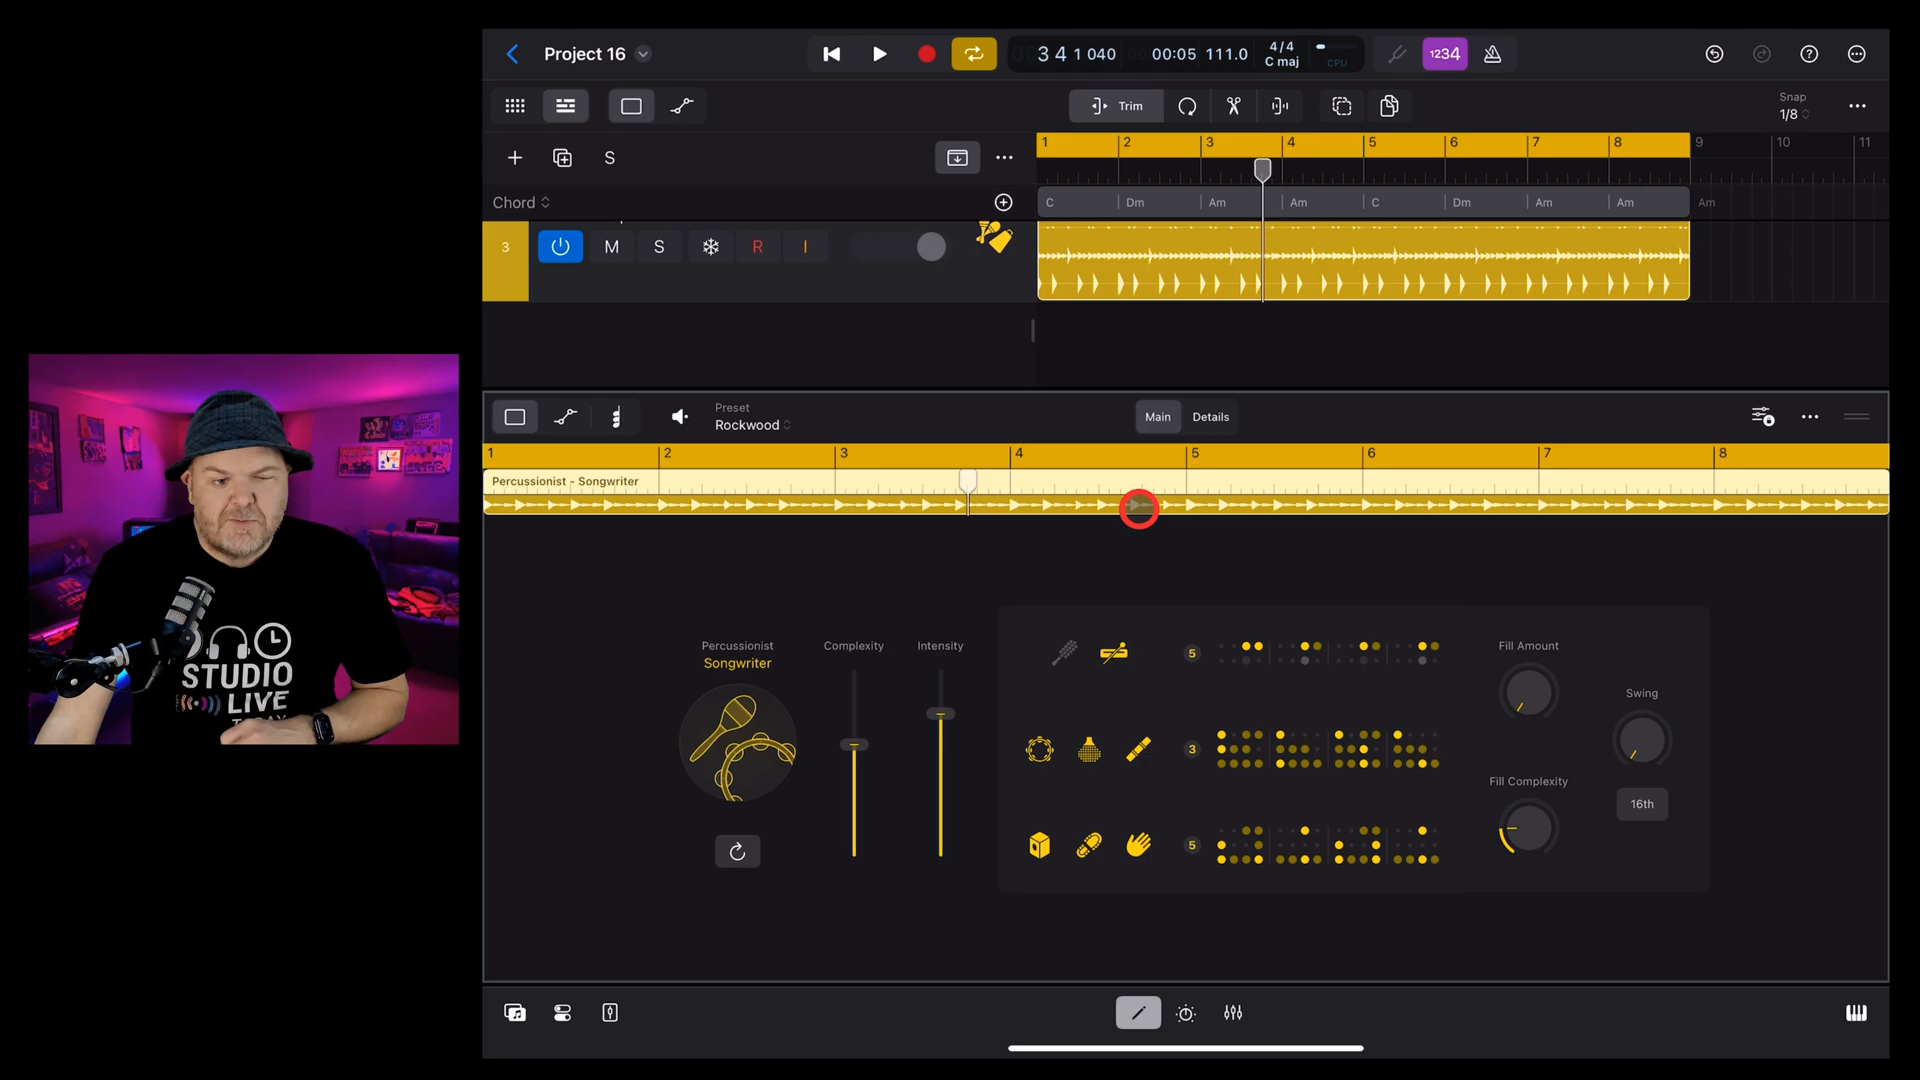 Project 16
3 4 1 040
00:05
111.0
4/4
C maj
CPU
1234
Trim
Snap
1/8
S
1 2 3 4 5 6 7 8 9 10 11
Chord
C Dm Am Am C Dm Am Am Am
3
M
S
R
I
Preset
Rockwood
Main
Details
1 2 3 4 5 6 7 8
Percussionist - Songwriter
Percussionist
Songwriter
Complexity
Intensity
5
3
5
Fill Amount
Fill Complexity
Swing
16th
STUDIO
LIVE
TODAY